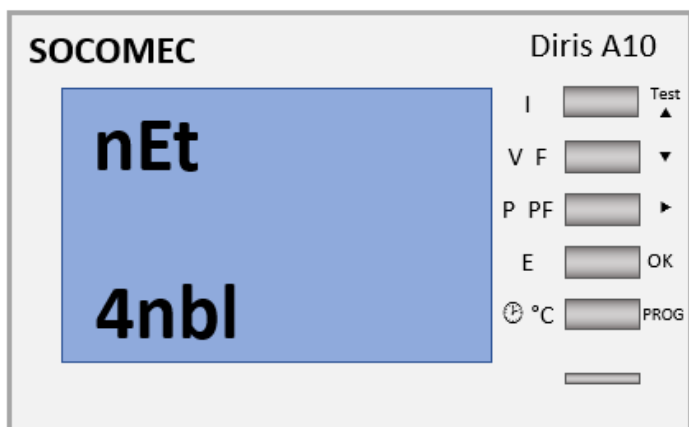 SOCOMEC
Diris A10
nEt
4nbl
I Test ▲
V F ▼
P PF ►
E OK
°C PROG